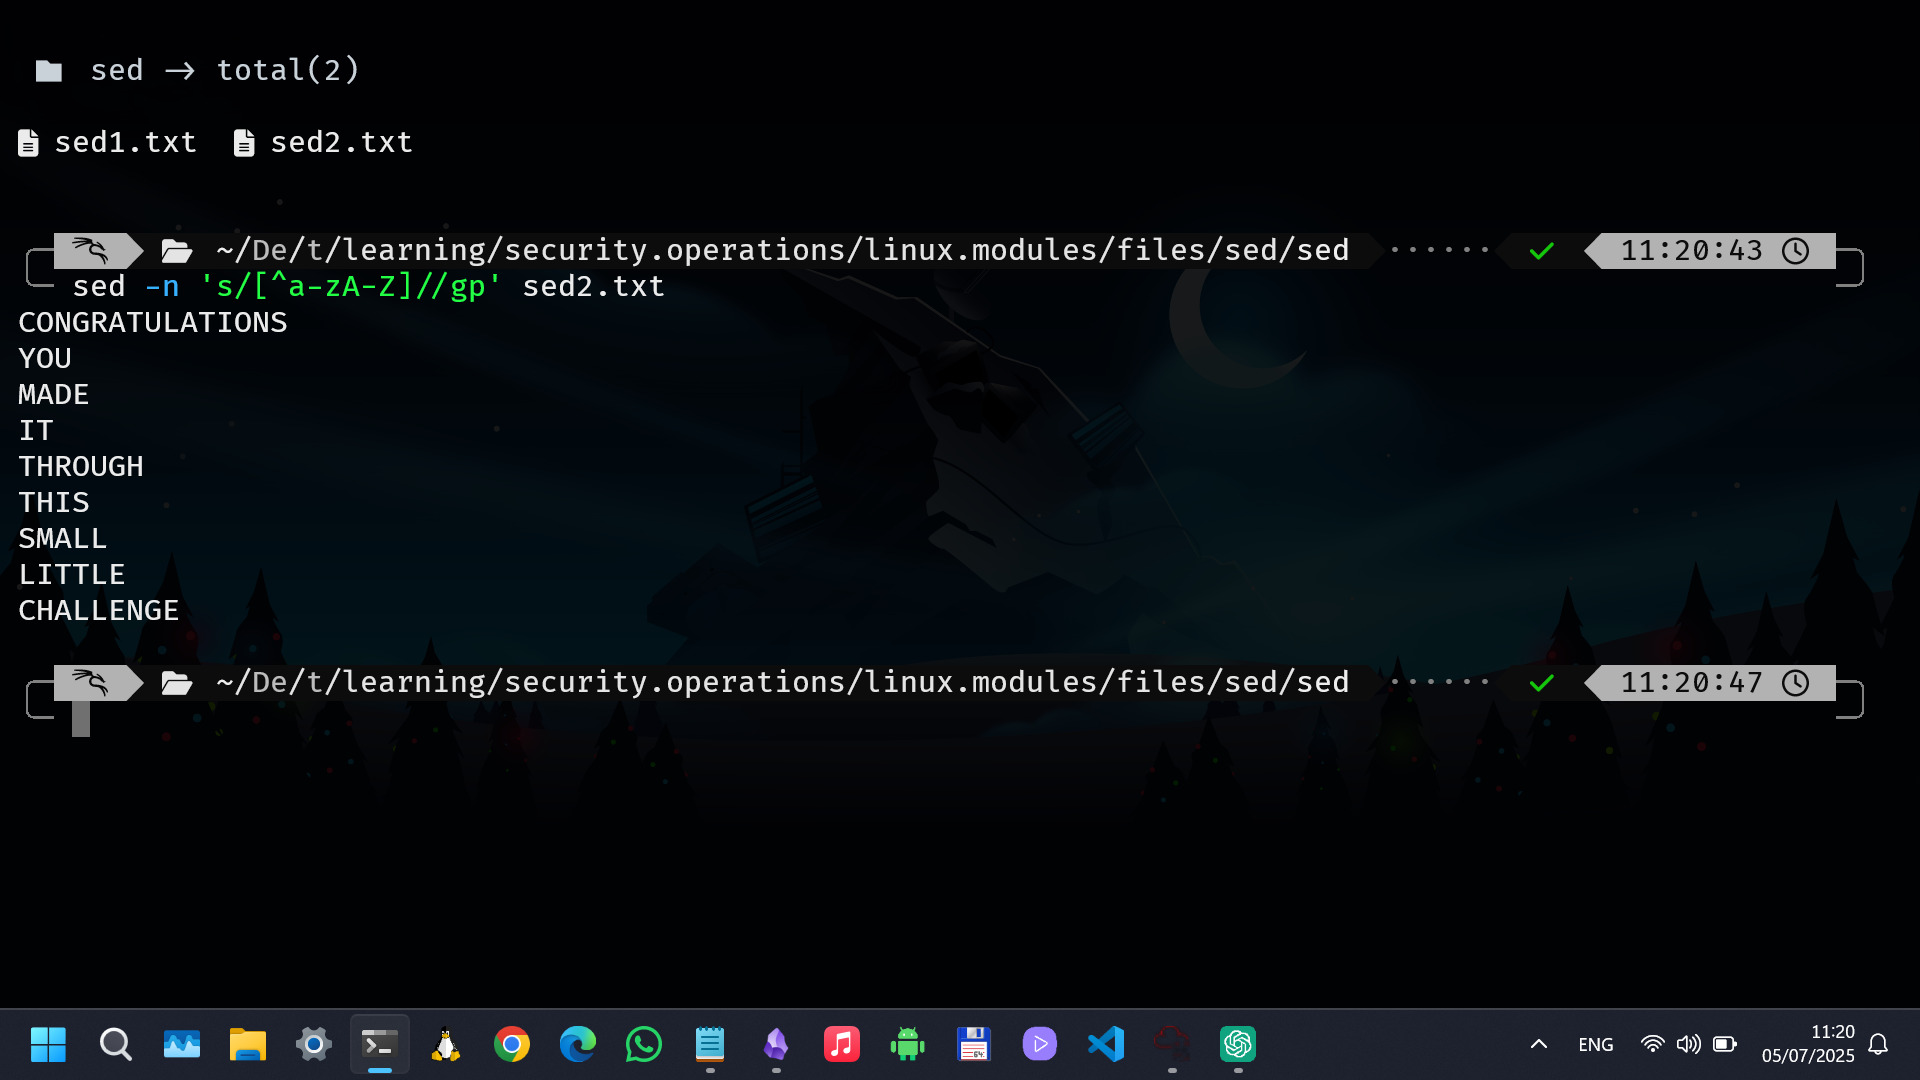 sed → total(2)
sed1.txt sed2.txt
~/De/t/learning/security.operations/linux.modules/files/sed/sed ······ ✓ 11:20:43
sed -n 's/[^a-zA-Z]//gp' sed2.txt
CONGRATULATIONS
YOU
MADE
IT
THROUGH
THIS
SMALL
LITTLE
CHALLENGE
~/De/t/learning/security.operations/linux.modules/files/sed/sed ······ ✓ 11:20:47
64
ENG
11:20
05/07/2025